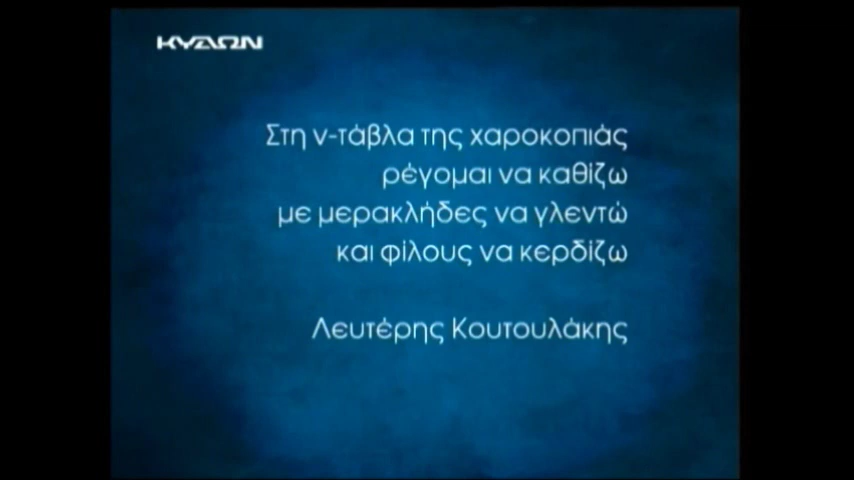 ΚΥΔΩΝ
Στη ν-τάβλα της χαροκοπιάς
ρέγομαι να καθίζω
με μερακλήδες να γλεντώ
και φίλους να κερδίζω
Λευτέρης Κουτουλάκης